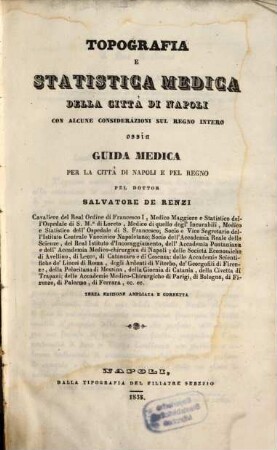 TOPOGRAFIA
E
STATISTICA MEDICA
DELLA CITTÀ DI NAPOLI
CON ALCUNE CONSIDERAZIONI SUL REGNO INTERO
ossia
GUIDA MEDICA
PER LA CITTÀ DI NAPOLI E PEL REGNO
PEL DOTTOR
SALVATORE DE RENZI
Cavaliere del Real Ordine di Francesco I, Medico Maggiore e Statistico del-
l'Ospedale di S. M.ª di Loreto, Medico di quello degl' Incurabili, Medico
e Statistico dell' Ospedale di S. Francesco; Socio e Vice Segretario del-
l'Istituto Centrale Vaccinico Napoletano; Socio dell'Accademia Reale delle
Scienze, del Real Istituto d'Incoraggiamento, dell' Accademia Pontaniana
e dell' Accademia Medico-chirurgica di Napoli; delle Società Economiche
di Avellino, di Lecce, di Catanzaro e di Cosenza; delle Accademie Scienti-
fiche de' Lincei di Roma, degli Ardenti di Viterbo, de' Georgofili di Firen-
ze, della Peloritana di Messina, della Gioenia di Catania, della Civetta di
Trapani; delle Accademie Medico-Chirurgiche di Parigi, di Bologna, di Fi-
renze, di Palermo, di Ferrara, ec. ec.
TERZA EDIZIONE AMPLIATA E CORRETTA
NAPOLI,
DALLA TIPOGRAFIA DEL FILIATRE SEBEZIO